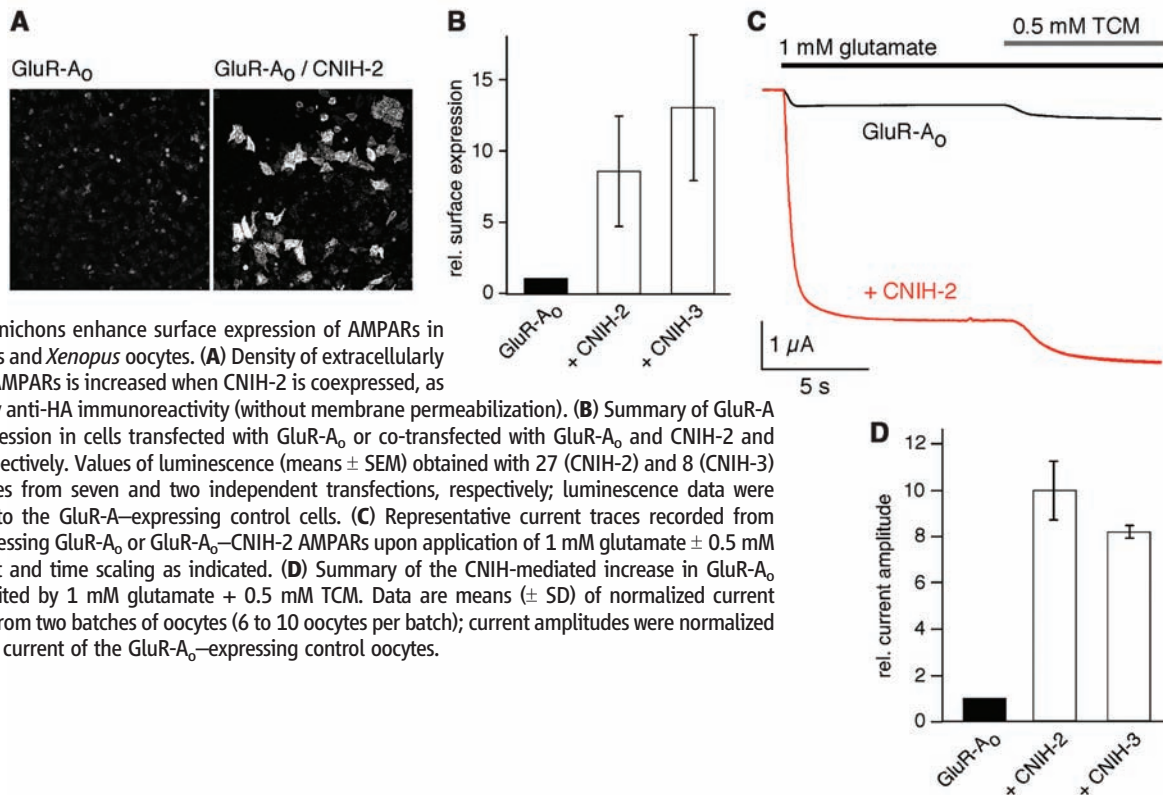 A
GluR-Ao
GluR-Ao / CNIH-2
B
rel. surface expression
15
10
5
0
GluR-Ao
+ CNIH-2
+ CNIH-3
C
0.5 mM TCM
1 mM glutamate
GluR-Ao
+ CNIH-2
1 µA
5 s
nichons enhance surface expression of AMPARs in
s and Xenopus oocytes. (A) Density of extracellularly
AMPARs is increased when CNIH-2 is coexpressed, as
y anti-HA immunoreactivity (without membrane permeabilization). (B) Summary of GluR-A
ession in cells transfected with GluR-Ao or co-transfected with GluR-Ao and CNIH-2 and
ectively. Values of luminescence (means ± SEM) obtained with 27 (CNIH-2) and 8 (CNIH-3)
es from seven and two independent transfections, respectively; luminescence data were
to the GluR-A–expressing control cells. (C) Representative current traces recorded from
essing GluR-Ao or GluR-Ao–CNIH-2 AMPARs upon application of 1 mM glutamate ± 0.5 mM
t and time scaling as indicated. (D) Summary of the CNIH-mediated increase in GluR-Ao
ited by 1 mM glutamate + 0.5 mM TCM. Data are means (± SD) of normalized current
rom two batches of oocytes (6 to 10 oocytes per batch); current amplitudes were normalized
current of the GluR-Ao–expressing control oocytes.
D
rel. current amplitude
12
10
8
6
4
2
0
GluR-Ao
+ CNIH-2
+ CNIH-3